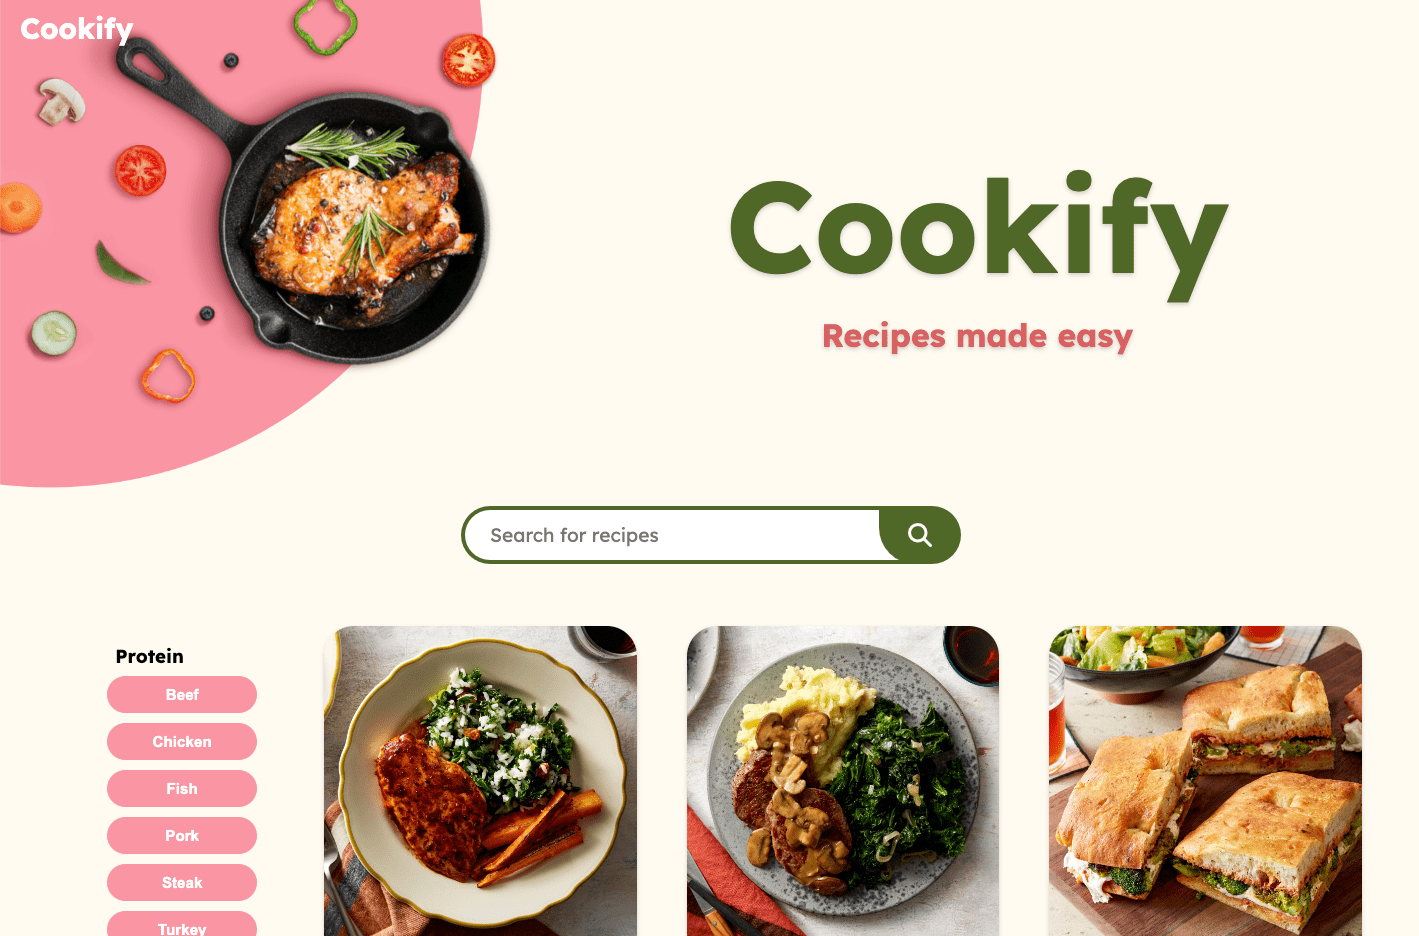 Cookify
Cookify
Recipes made easy
Search for recipes
Protein
Beef
Chicken
Fish
Pork
Steak
Turkey